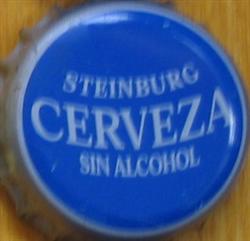 STEINBURG
CERVEZA
SIN ALCOHOL